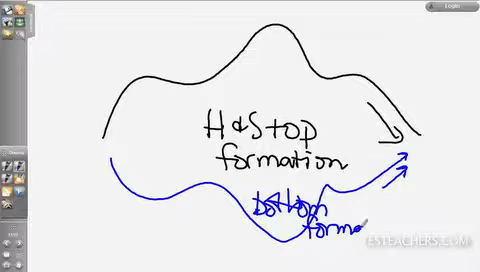 Login
H&S top
formation
bottom
forma
ESTEACHERS.COM